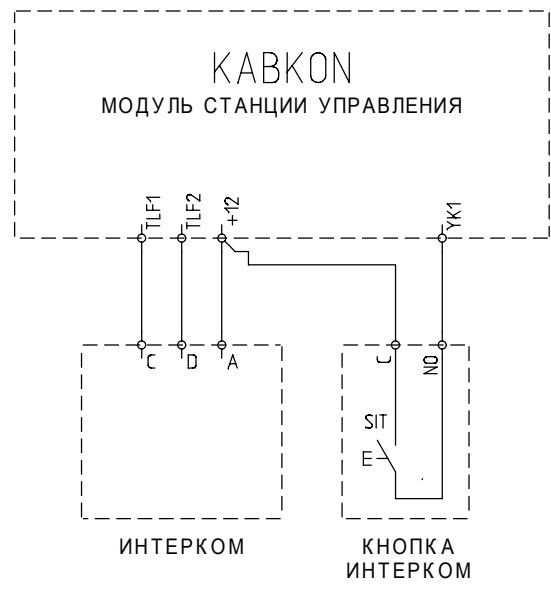 KABKON
МОДУЛЬ СТАНЦИИ УПРАВЛЕНИЯ
TLF1 TLF2 +12 YK1
C D A C NO
SIT
E
ИНТЕРКОМ
КНОПКА
ИНТЕРКОМ